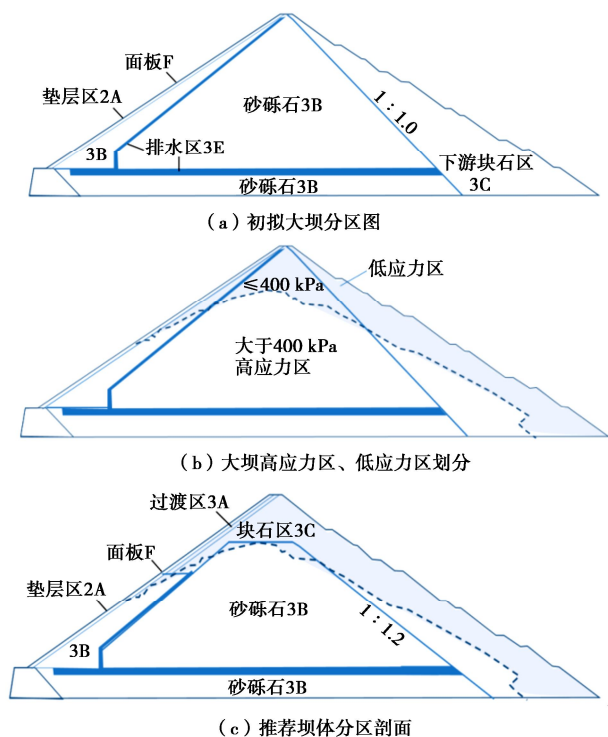 面板F
垫层区2A
砂砾石3B
1:1.0
3B
排水区3E
下游块石区
3C
砂砾石3B
（a）初拟大坝分区图
低应力区
≤400 kPa
大于400 kPa
高应力区
（b）大坝高应力区、低应力区划分
过渡区3A
块石区3C
面板F
垫层区2A
砂砾石3B
1:1.2
3B
砂砾石3B
（c）推荐坝体分区剖面